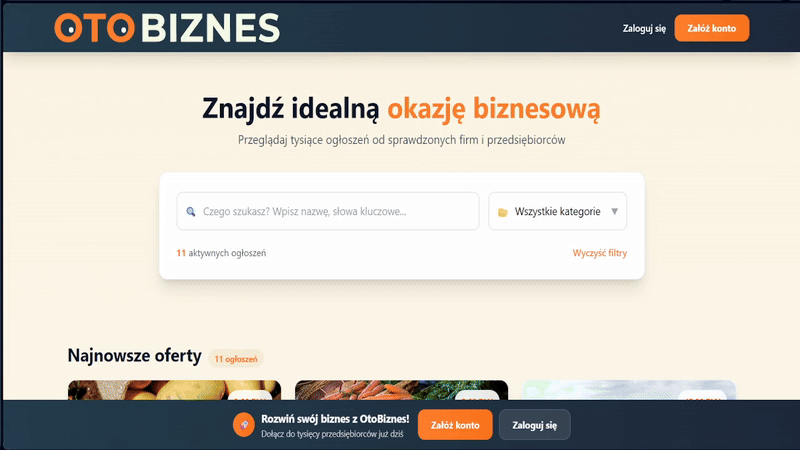 OTO BIZNES
Zaloguj się
Załóż konto
Znajdź idealną okazję biznesową
Przeglądaj tysiące ogłoszeń od sprawdzonych firm i przedsiębiorców
Czego szukasz? Wpisz nazwę, słowa kluczowe...
Wszystkie kategorie
11 aktywnych ogłoszeń
Wyczyść filtry
Najnowsze oferty
11 ogłoszeń
Rozwiń swój biznes z OtoBiznes!
Dołącz do tysięcy przedsiębiorców już dziś
Załóż konto
Zaloguj się